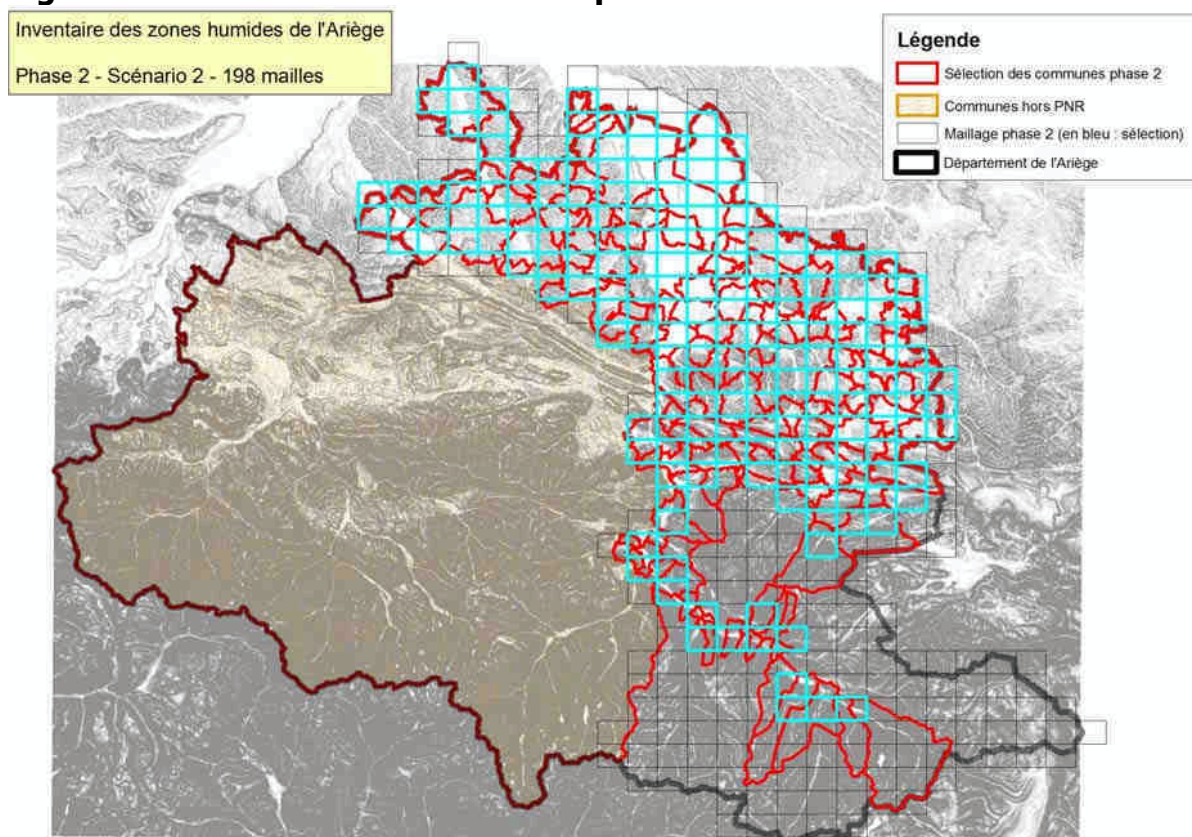 Inventaire des zones humides de l'Ariège
Phase 2 - Scénario 2 - 198 mailles
Légende
Sélection des communes phase 2
Communes hors PNR
Maillage phase 2 (en bleu : sélection)
Département de l'Ariège